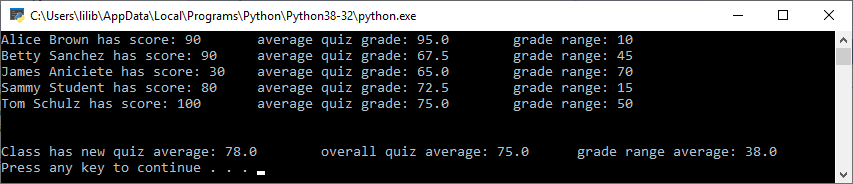 C:\Users\lilib\AppData\Local\Programs\Python\Python38-32\python.exe
Alice Brown has score: 90 average quiz grade: 95.0 grade range: 10
Betty Sanchez has score: 90 average quiz grade: 67.5 grade range: 45
James Aniciete has score: 30 average quiz grade: 65.0 grade range: 70
Sammy Student has score: 80 average quiz grade: 72.5 grade range: 15
Tom Schulz has score: 100 average quiz grade: 75.0 grade range: 50
Class has new quiz average: 78.0 overall quiz average: 75.0 grade range average: 38.0
Press any key to continue . . .